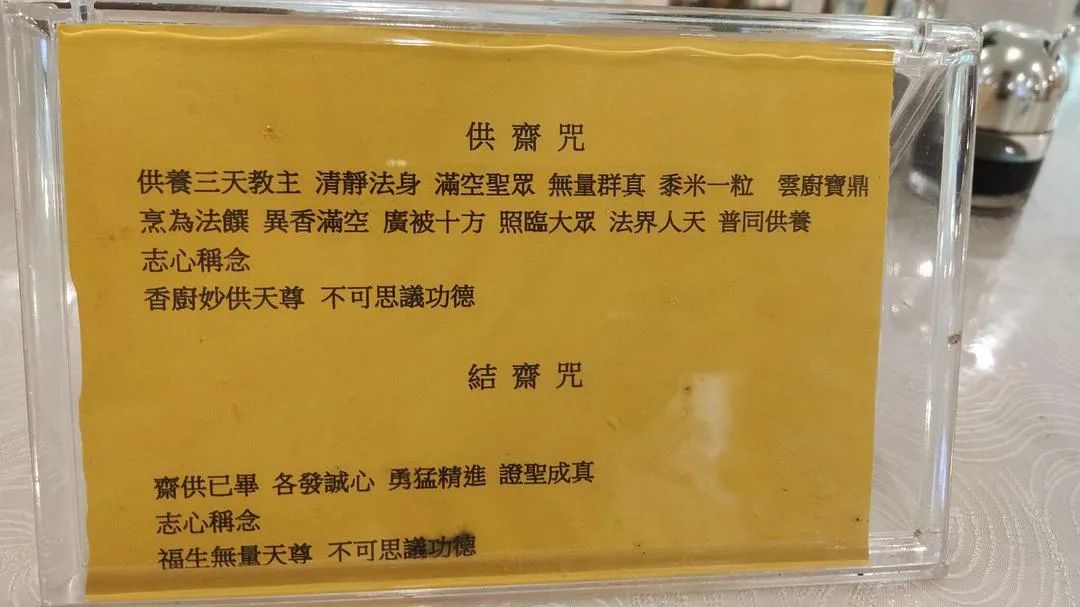 供 齋 咒
供養三天教主 清靜法身 滿空聖眾 無量群真 黍米一粒 雲廚寶鼎
烹為法饌 異香滿空 廣被十方 照臨大眾 法界人天 普同供養
志心稱念
香廚妙供天尊 不可思議功德
結 齋 咒
齋供已畢 各發誠心 勇猛精進 證聖成真
志心稱念
福生無量天尊 不可思議功德